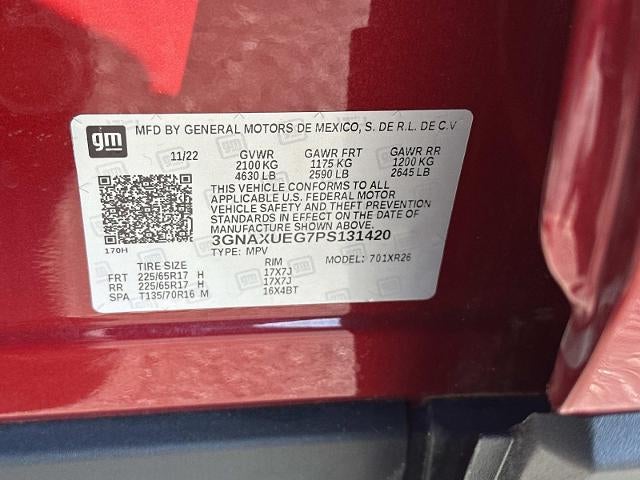 gm
MFD BY GENERAL MOTORS DE MEXICO, S. DE R.L. DE C.V
11/22 GVWR GAWR FRT GAWR RR
2100 KG 1175 KG 1200 KG
4630 LB 2590 LB 2645 LB
THIS VEHICLE CONFORMS TO ALL
APPLICABLE U.S. FEDERAL MOTOR
VEHICLE SAFETY AND THEFT PREVENTION
STANDARDS IN EFFECT ON THE DATE OF
MANUFACTURE SHOWN ABOVE.
170H 3GNAXUEG7PS131420
TYPE: MPV MODEL: 701XR26
TIRE SIZE RIM
FRT 225/65R17 H 17X7J
RR 225/65R17 H 17X7J
SPA T135/70R16 M 16X4BT